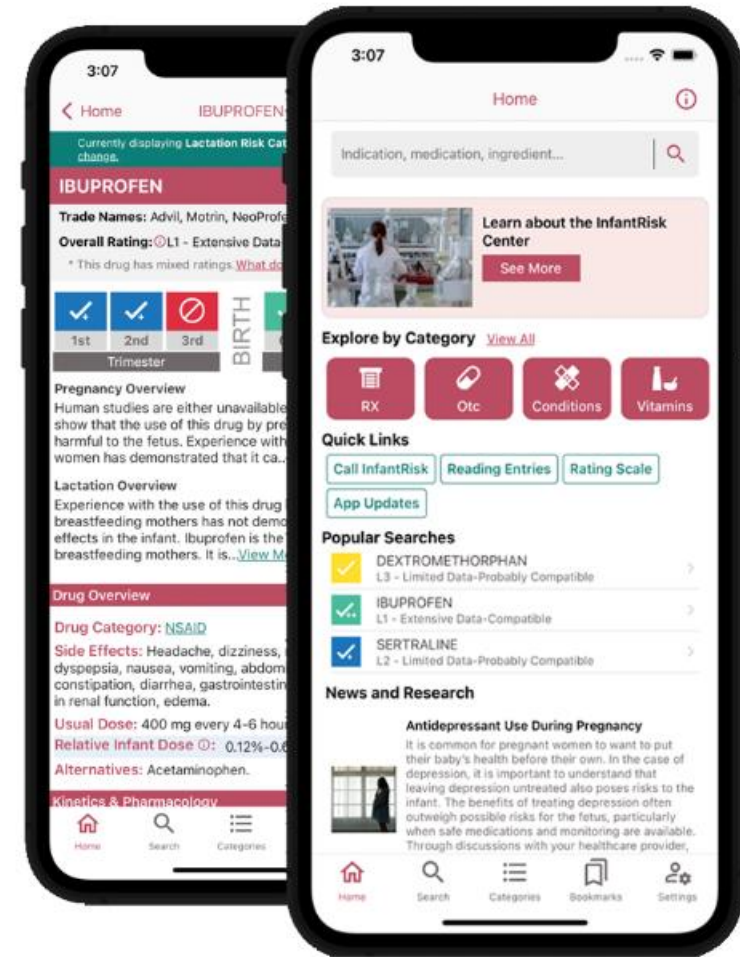 3:07
Home
IBUPROFEN
Currently displaying Lactation Risk Cat
change.
IBUPROFEN
Trade Names: Advil, Motrin, NeoProfe
Overall Rating: L1 - Extensive Data
* This drug has mixed ratings. What do
1st
2nd
3rd
Trimester
BIRTH
Pregnancy Overview
Human studies are either unavailable
show that the use of this drug by pre
harmful to the fetus. Experience with
women has demonstrated that it ca..
Lactation Overview
Experience with the use of this drug
breastfeeding mothers has not demo
effects in the infant. Ibuprofen is the
breastfeeding mothers. It is...View M
Drug Overview
Drug Category: NSAID
Side Effects: Headache, dizziness,
dyspepsia, nausea, vomiting, abdom
constipation, diarrhea, gastrointestin
in renal function, edema.
Usual Dose: 400 mg every 4-6 hou
Relative Infant Dose : 0.12%-0.6
Alternatives: Acetaminophen.
Kinetics & Pharmacology
Home
Search
Categories
3:07
Home
Indication, medication, ingredient...
Learn about the InfantRisk
Center
See More
Explore by Category View All
RX
Otc
Conditions
Vitamins
Quick Links
Call InfantRisk
Reading Entries
Rating Scale
App Updates
Popular Searches
DEXTROMETHORPHAN
L3 - Limited Data-Probably Compatible
IBUPROFEN
L1 - Extensive Data-Compatible
SERTRALINE
L2 - Limited Data-Probably Compatible
News and Research
Antidepressant Use During Pregnancy
It is common for pregnant women to want to put
their baby's health before their own. In the case of
depression, it is important to understand that
leaving depression untreated also poses risks to the
infant. The benefits of treating depression often
outweigh possible risks for the fetus, particularly
when safe medications and monitoring are available.
Through discussions with your healthcare provider,
Home
Search
Categories
Bookmarks
Settings